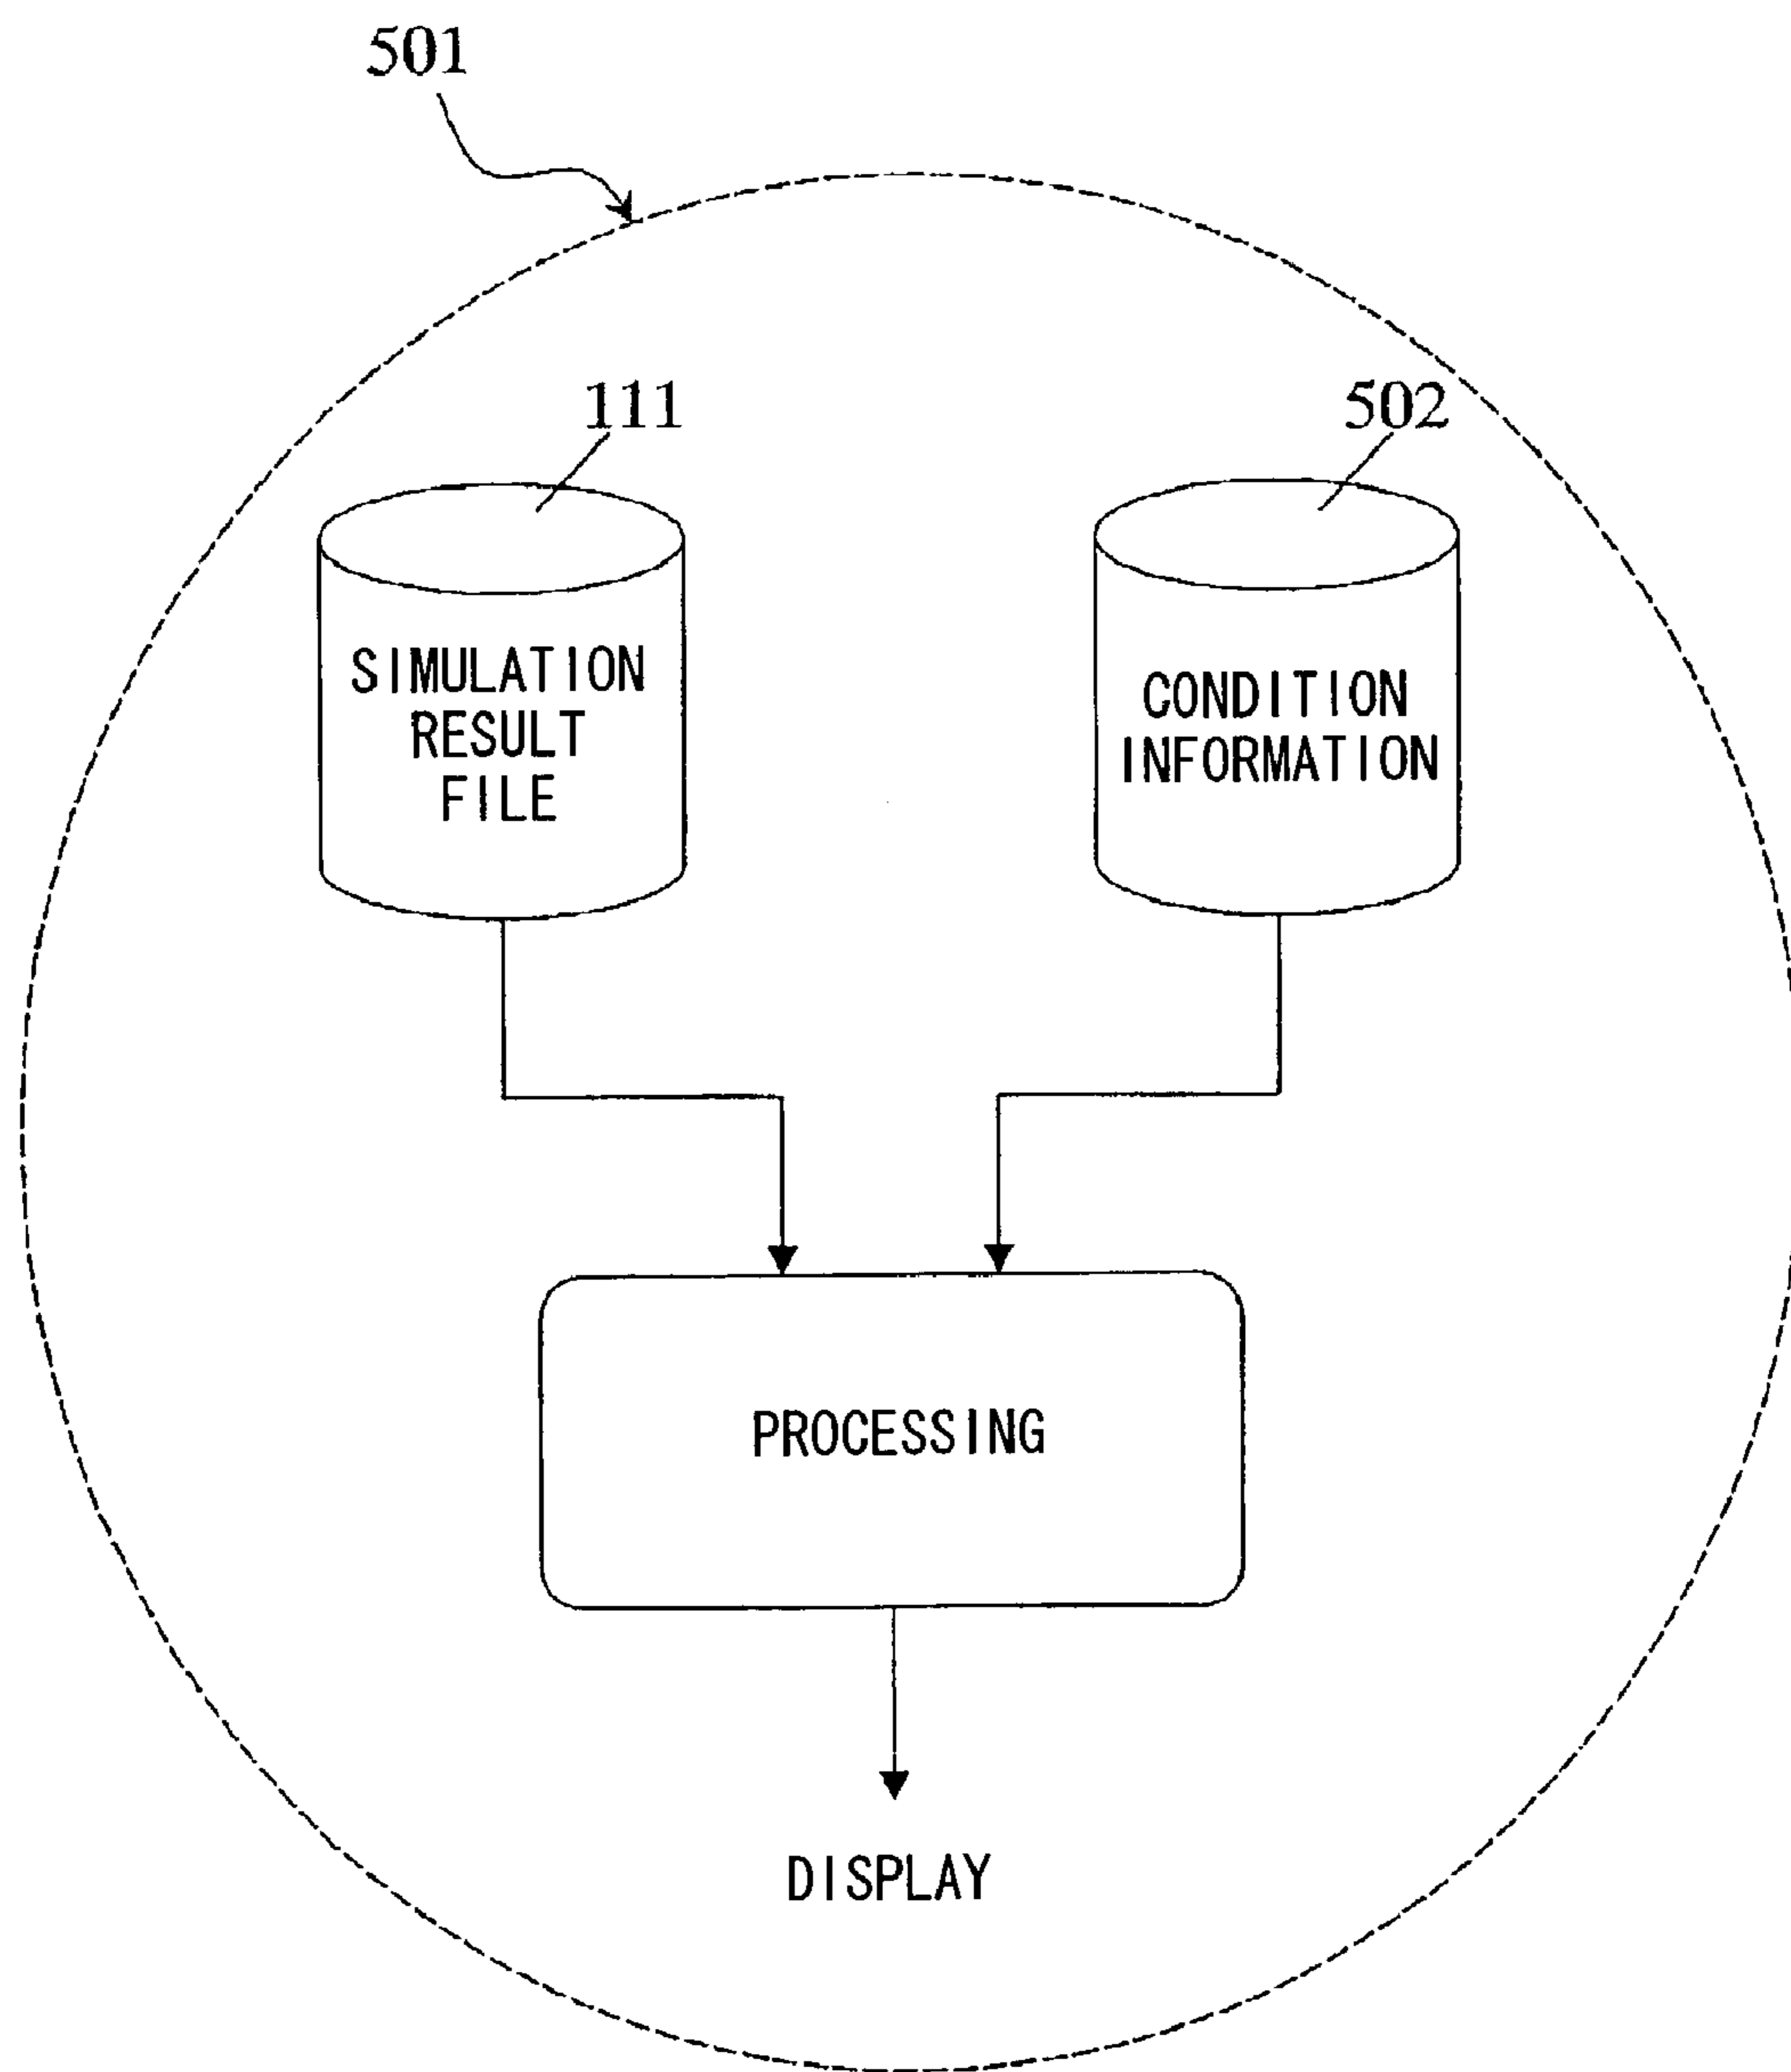 501
111
502
SIMULATION
RESULT
FILE
CONDITION
INFORMATION
PROCESSING
DISPLAY